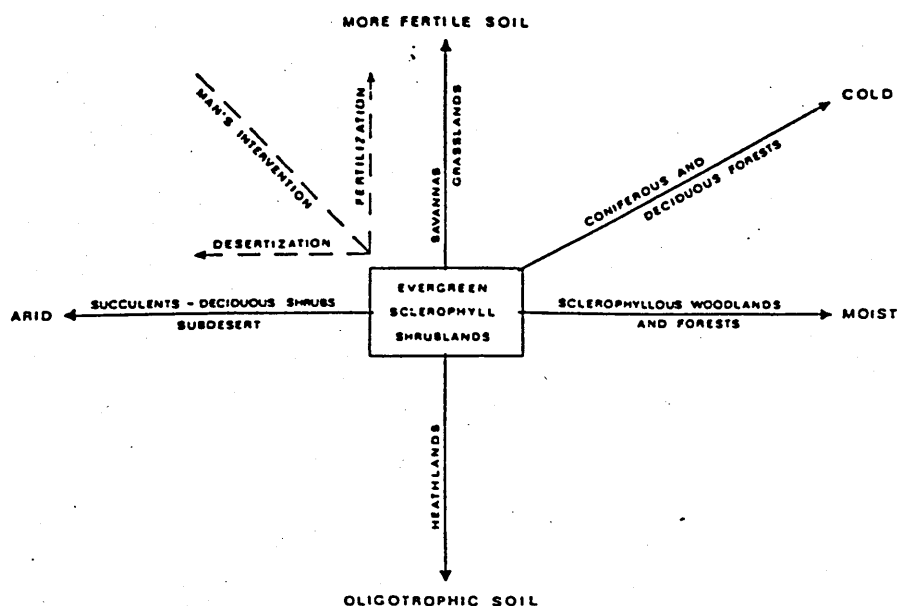 MORE FERTILE SOIL
COLD
MAN'S INTERVENTION
FERTILIZATION
SAVANNAS
GRASSLANDS
CONIFEROUS AND
DECIDUOUS FORESTS
DESERTIZATION
EVERGREEN
SCLEROPHYLL
SHRUBLANDS
ARID
SUCCULENTS - DECIDUOUS SHRUBS
SUBDESERT
SCLEROPHYLLOUS WOODLANDS
AND FORESTS
MOIST
HEATHLANDS
OLIGOTROPHIC SOIL